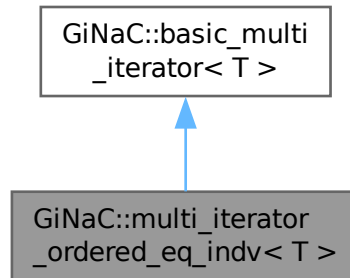 GiNaC::basic_multi
_iterator< T >
GiNaC::multi_iterator
_ordered_eq_indv< T >